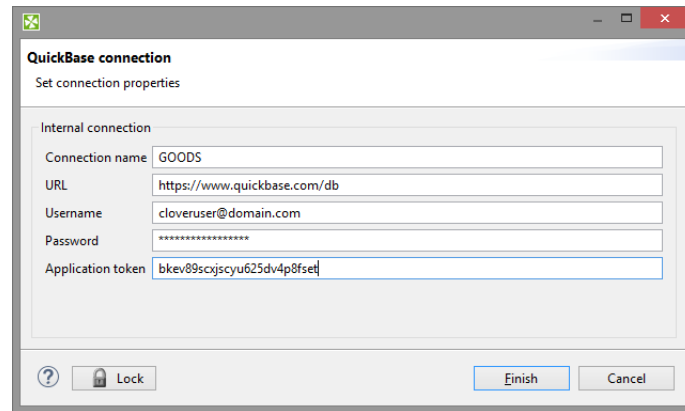 QuickBase connection
Set connection properties
Internal connection
Connection name GOODS
URL https://www.quickbase.com/db
Username cloveruser@domain.com
Password *****************
Application token bkev89scxjscyu625dv4p8fset
? Lock Finish Cancel